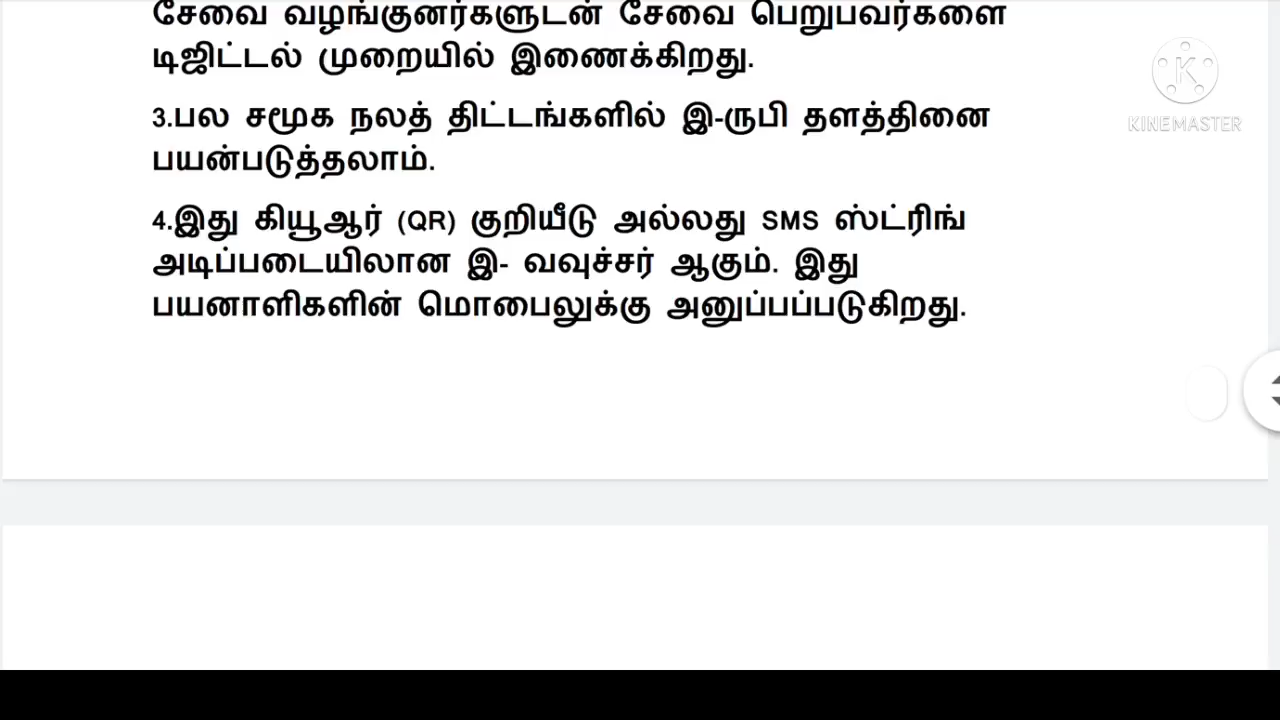 சேவை வழங்குனர்களுடன் சேவை பெறுபவர்களை
டிஜிட்டல் முறையில் இணைக்கிறது.
3.பல சமூக நலத் திட்டங்களில் இ-ருபி தளத்தினை
பயன்படுத்தலாம்.
4.இது கியூஆர் (QR) குறியீடு அல்லது SMS ஸ்ட்ரிங்
அடிப்படையிலான இ- வவுச்சர் ஆகும். இது
பயனாளிகளின் மொபைலுக்கு அனுப்பப்படுகிறது.
K
KINEMASTER